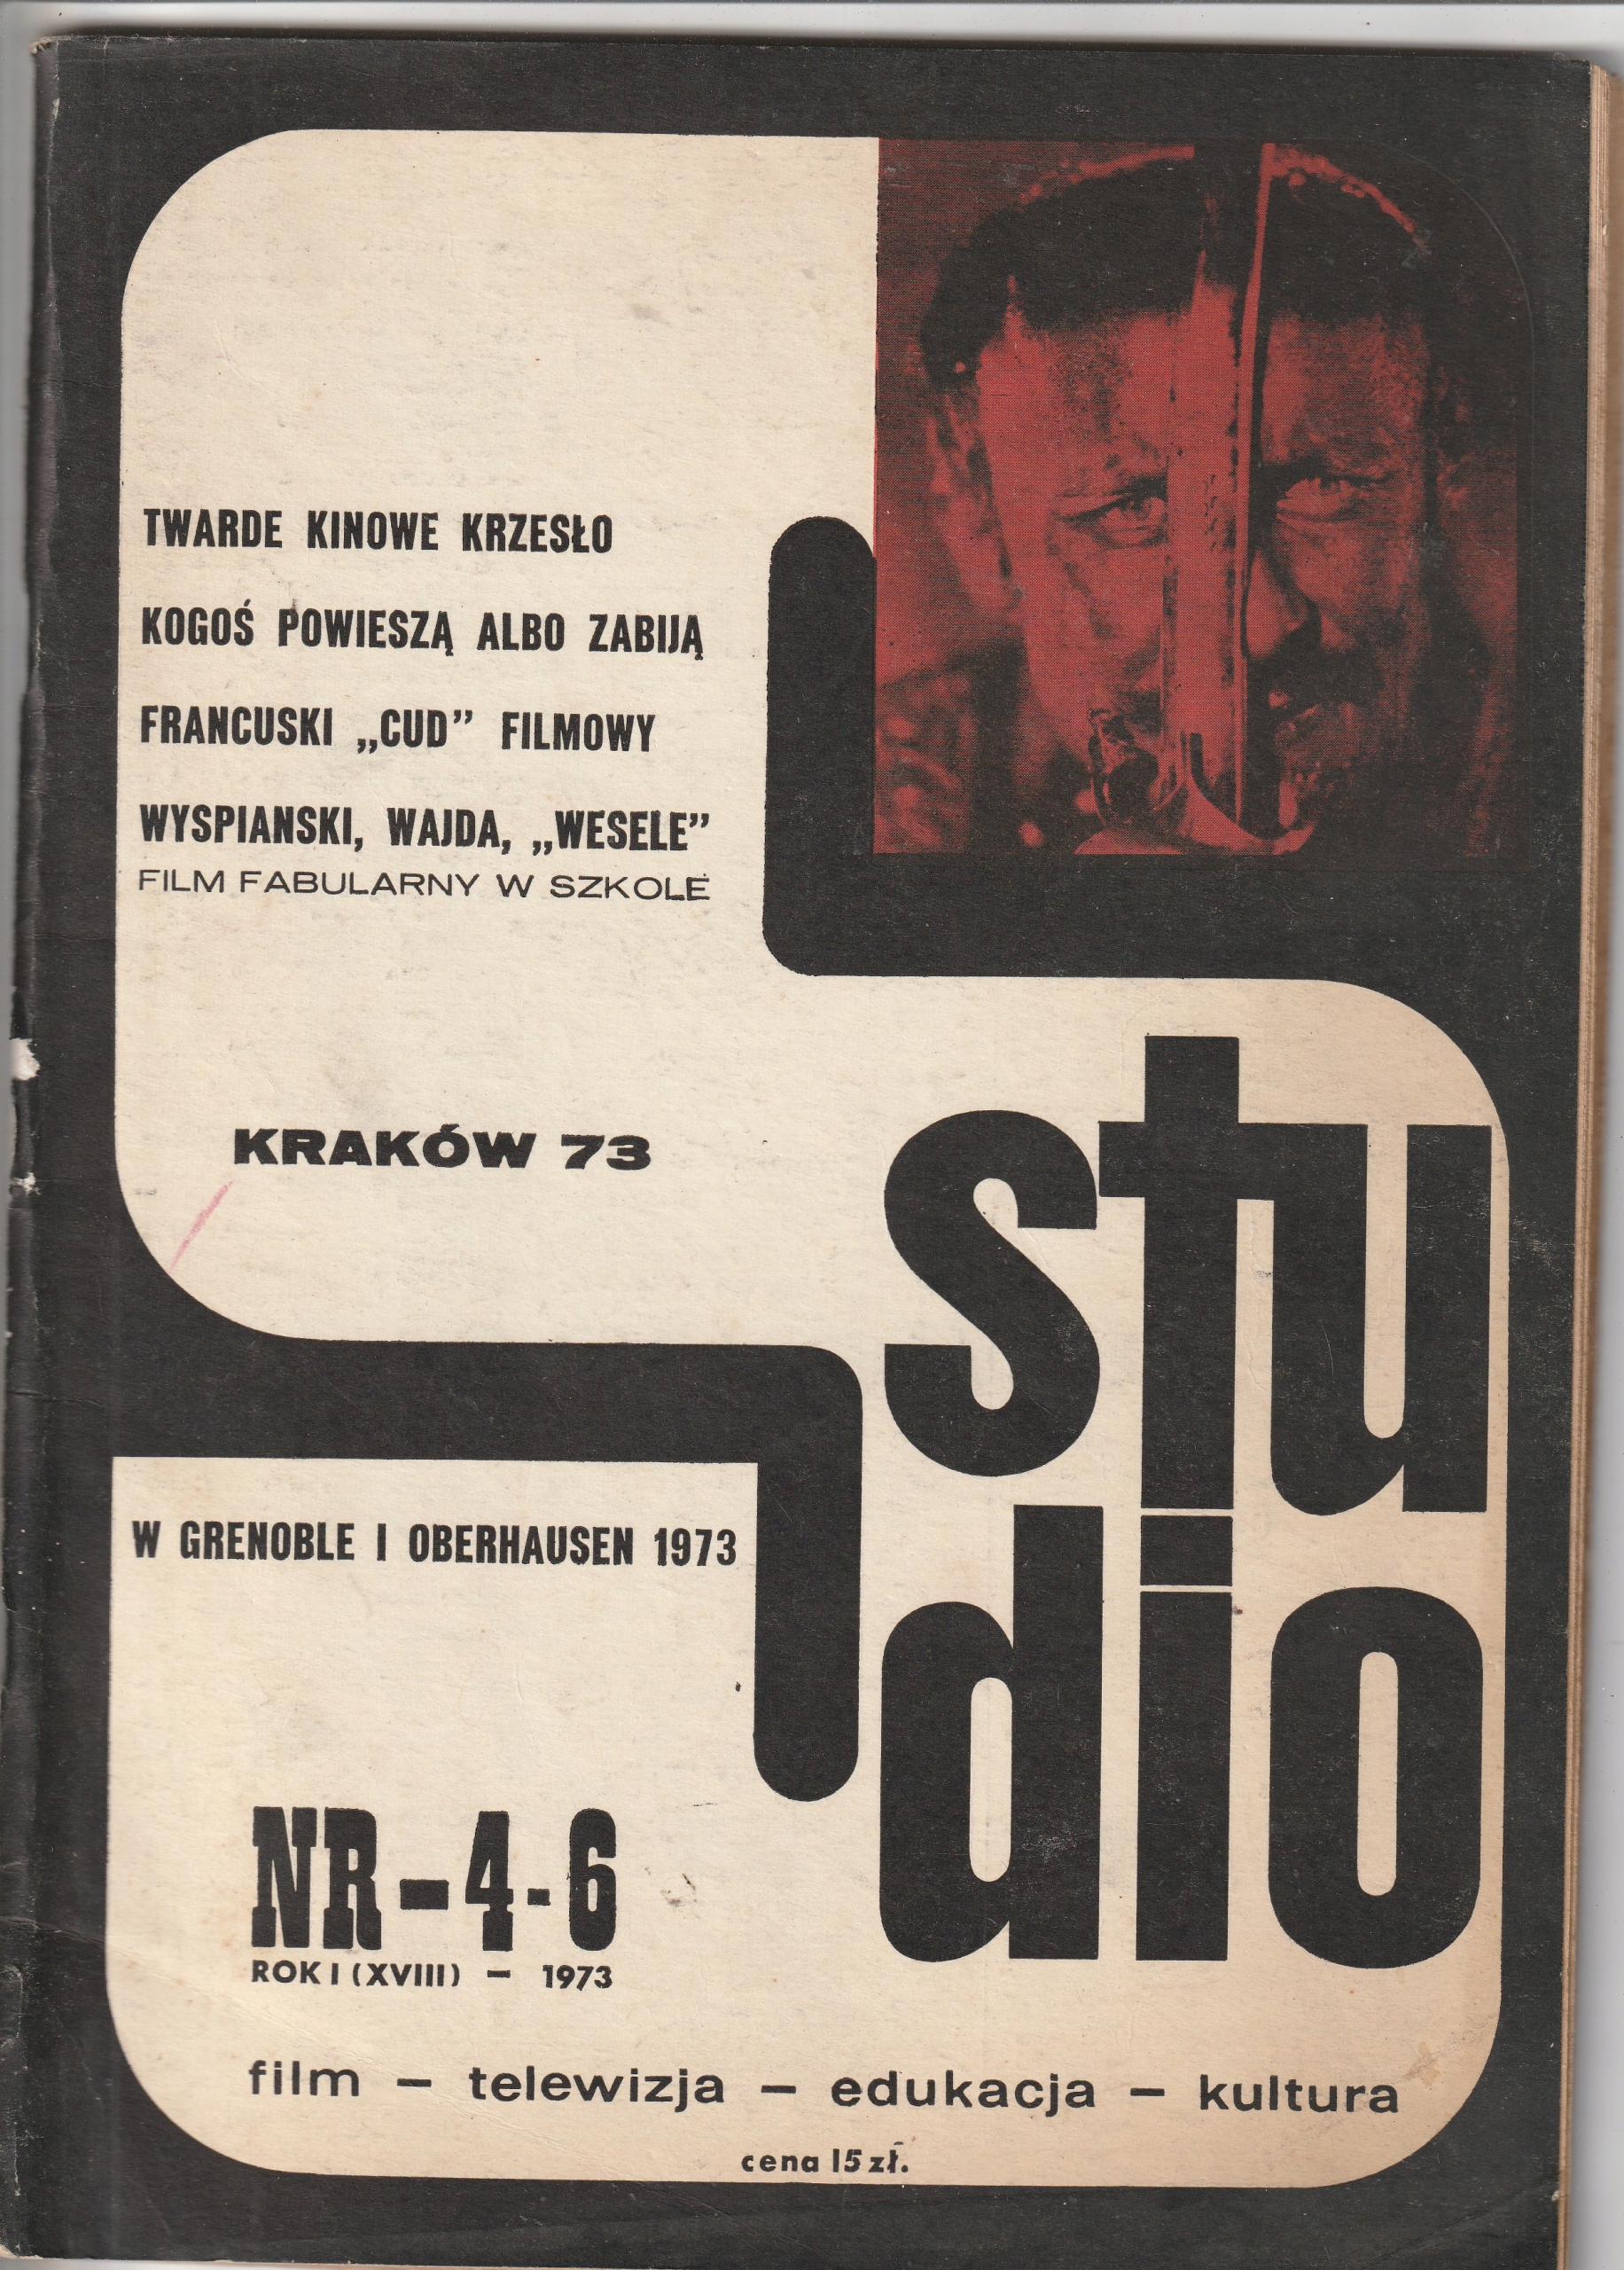 TWARDE KINOWE KRZESŁO
KOGOŚ POWIESZĄ ALBO ZABIJĄ
FRANCUSKI „CUD” FILMOWY
WYSPIANSKI, WAJDA, „WESELE”
FILM FABULARNY W SZKOLE
KRAKÓW 73
stu
dio
W GRENOBLE I OBERHAUSEN 1973
NR-4-6
ROK I (XVIII) — 1973
film — telewizja — edukacja — kultura
cena 15 zł.